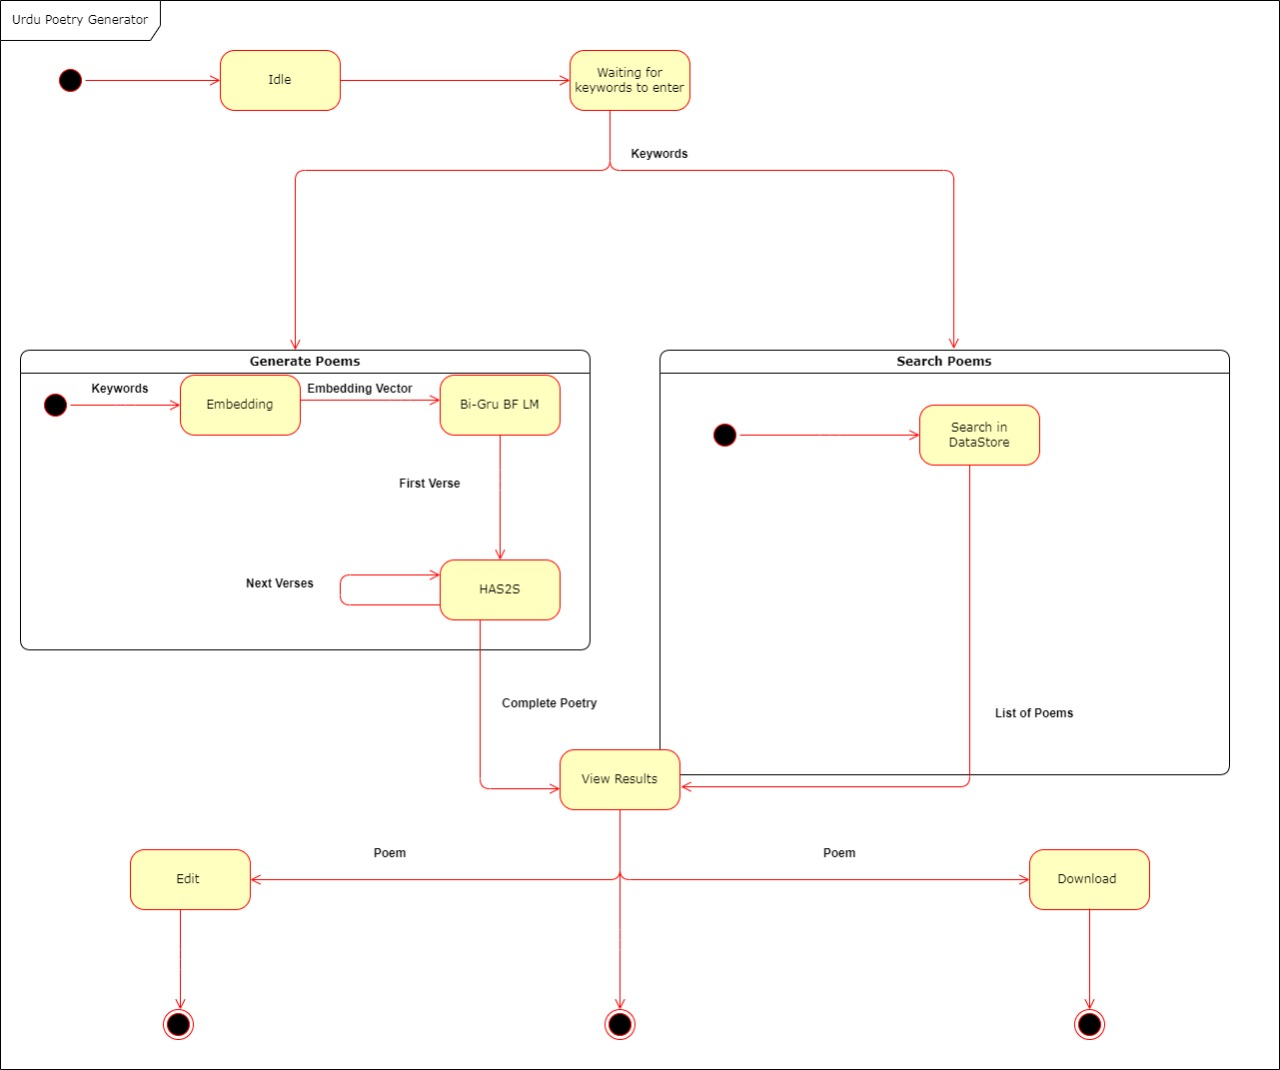 Urdu Poetry Generator
Idle
Waiting for
keywords to enter
Keywords
Generate Poems
Search Poems
Keywords
Embedding
Embedding Vector
Bi-Gru BF LM
Search in
DataStore
First Verse
Next Verses
HAS2S
Complete Poetry
List of Poems
View Results
Poem
Poem
Edit
Download